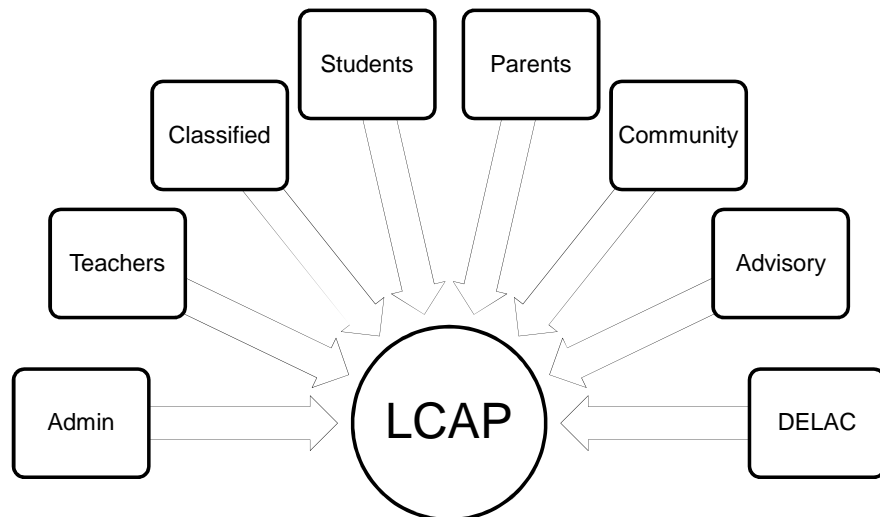 Students
Parents
Classified
Community
Teachers
Advisory
Admin
LCAP
DELAC